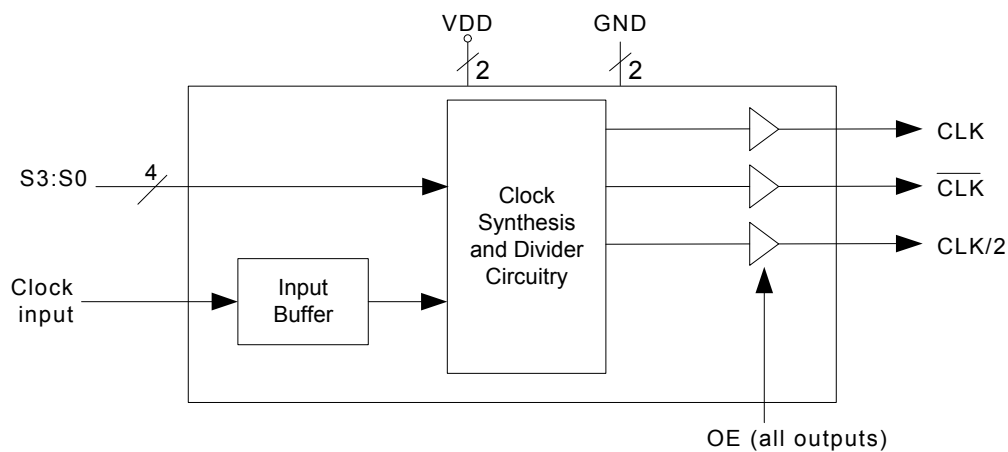 VDD
GND
2
2
CLK
S3:S0
4
C̅L̅K̅
Clock
Synthesis
and Divider
Circuitry
CLK/2
Clock
input
Input
Buffer
OE (all outputs)